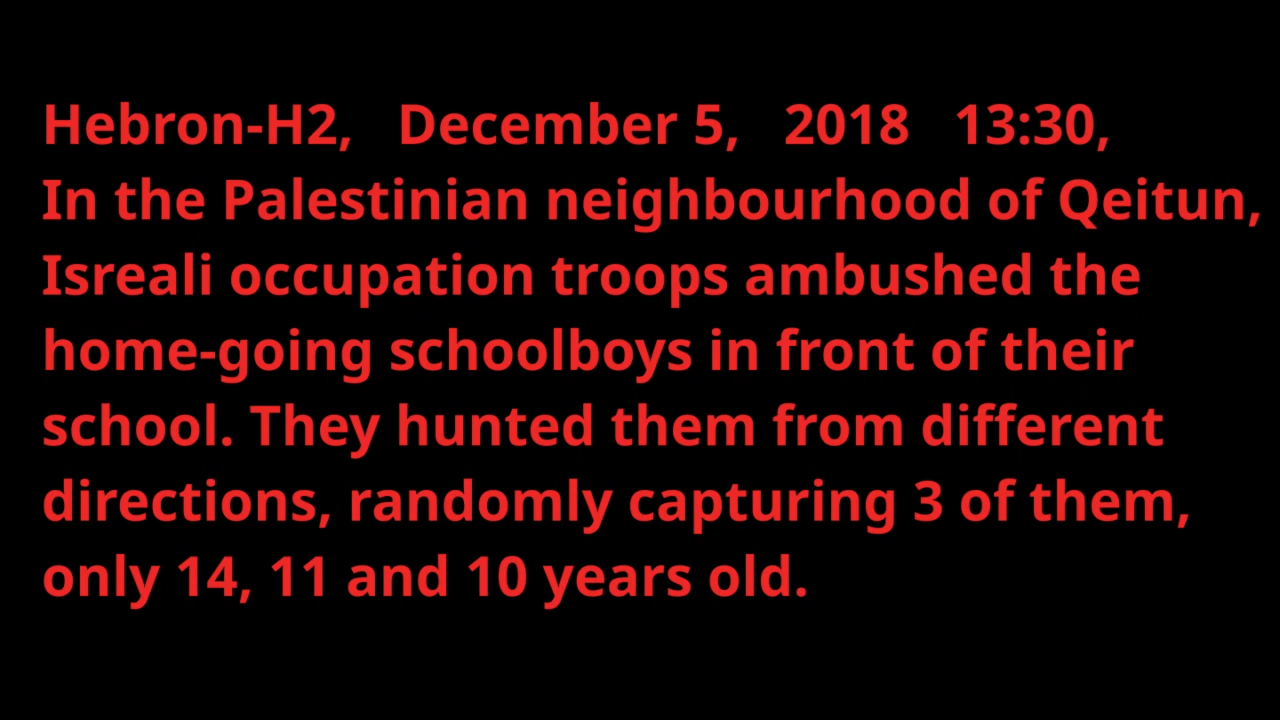 Hebron-H2, December 5, 2018 13:30,
In the Palestinian neighbourhood of Qeitun,
Isreali occupation troops ambushed the
home-going schoolboys in front of their
school. They hunted them from different
directions, randomly capturing 3 of them,
only 14, 11 and 10 years old.